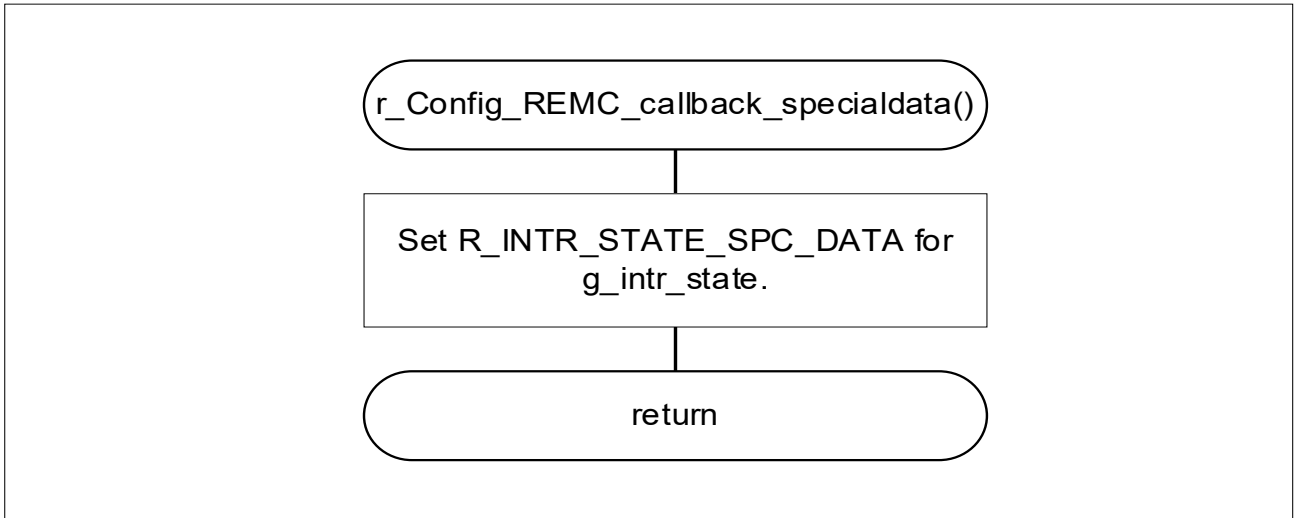 r_Config_REMC_callback_specialdata()
Set R_INTR_STATE_SPC_DATA for
g_intr_state.
return